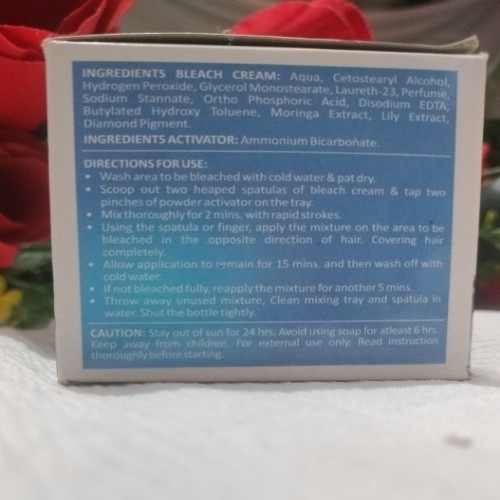 INGREDIENTS BLEACH CREAM: Aqua, Cetostearyl Alcohol,
Hydrogen Peroxide, Glycerol Monostearate, Laureth-23, Perfume,
Sodium Stannate, Ortho Phosphoric Acid, Disodium EDTA,
Butylated Hydroxy Toluene, Moringa Extract, Lily Extract,
Diamond Pigment.
INGREDIENTS ACTIVATOR: Ammonium Bicarbonate.
DIRECTIONS FOR USE:
• Wash area to be bleached with cold water & pat dry.
• Scoop out two heaped spatulas of bleach cream & tap two
pinches of powder activator on the tray.
• Mix thoroughly for 2 mins. with rapid strokes.
• Using the spatula or finger, apply the mixture on the area to be
bleached in the opposite direction of hair. Covering hair
completely.
• Allow application to remain for 15 mins. and then wash off with
cold water.
• If not bleached fully, reapply the mixture for another 5 mins.
• Throw away unused mixture, Clean mixing tray and spatula in
water. Shut the bottle tightly.
CAUTION: Stay out of sun for 24 hrs. Avoid using soap for atleast 6 hrs.
Keep away from children. For external use only. Read instruction
thoroughly before starting.